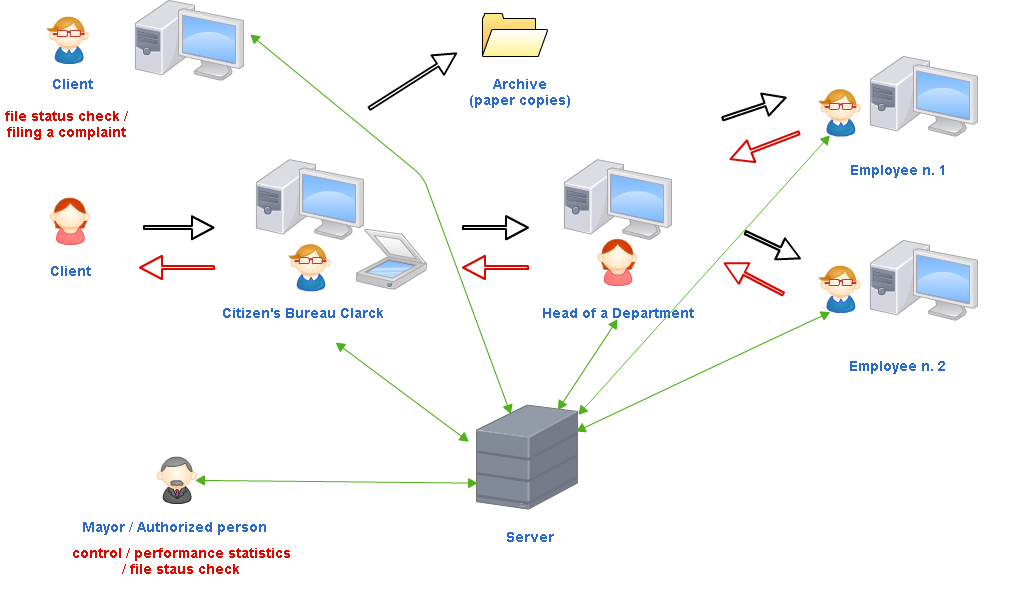 Client
file status check /
filing a complaint
Archive
(paper copies)
Employee n. 1
Client
Citizen's Bureau Clarck
Head of a Department
Employee n. 2
Mayor / Authorized person
control / performance statistics
/ file staus check
Server